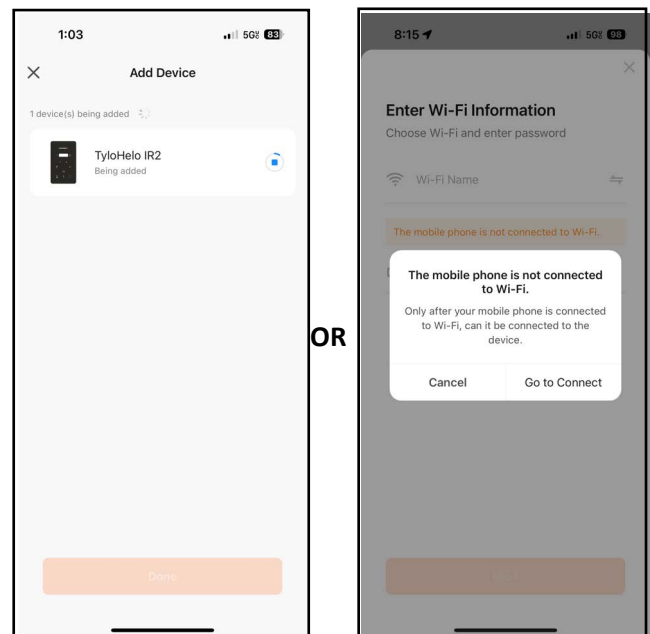 1:03
5G 83
Add Device
1 device(s) being added
TyloHelo IR2
Being added
Done
OR
8:15
5G 98
Enter Wi-Fi Information
Choose Wi-Fi and enter password
Wi-Fi Name
The mobile phone is not connected to Wi-Fi.
The mobile phone is not connected
to Wi-Fi.
Only after your mobile phone is connected
to Wi-Fi, can it be connected to the
device.
Cancel
Go to Connect